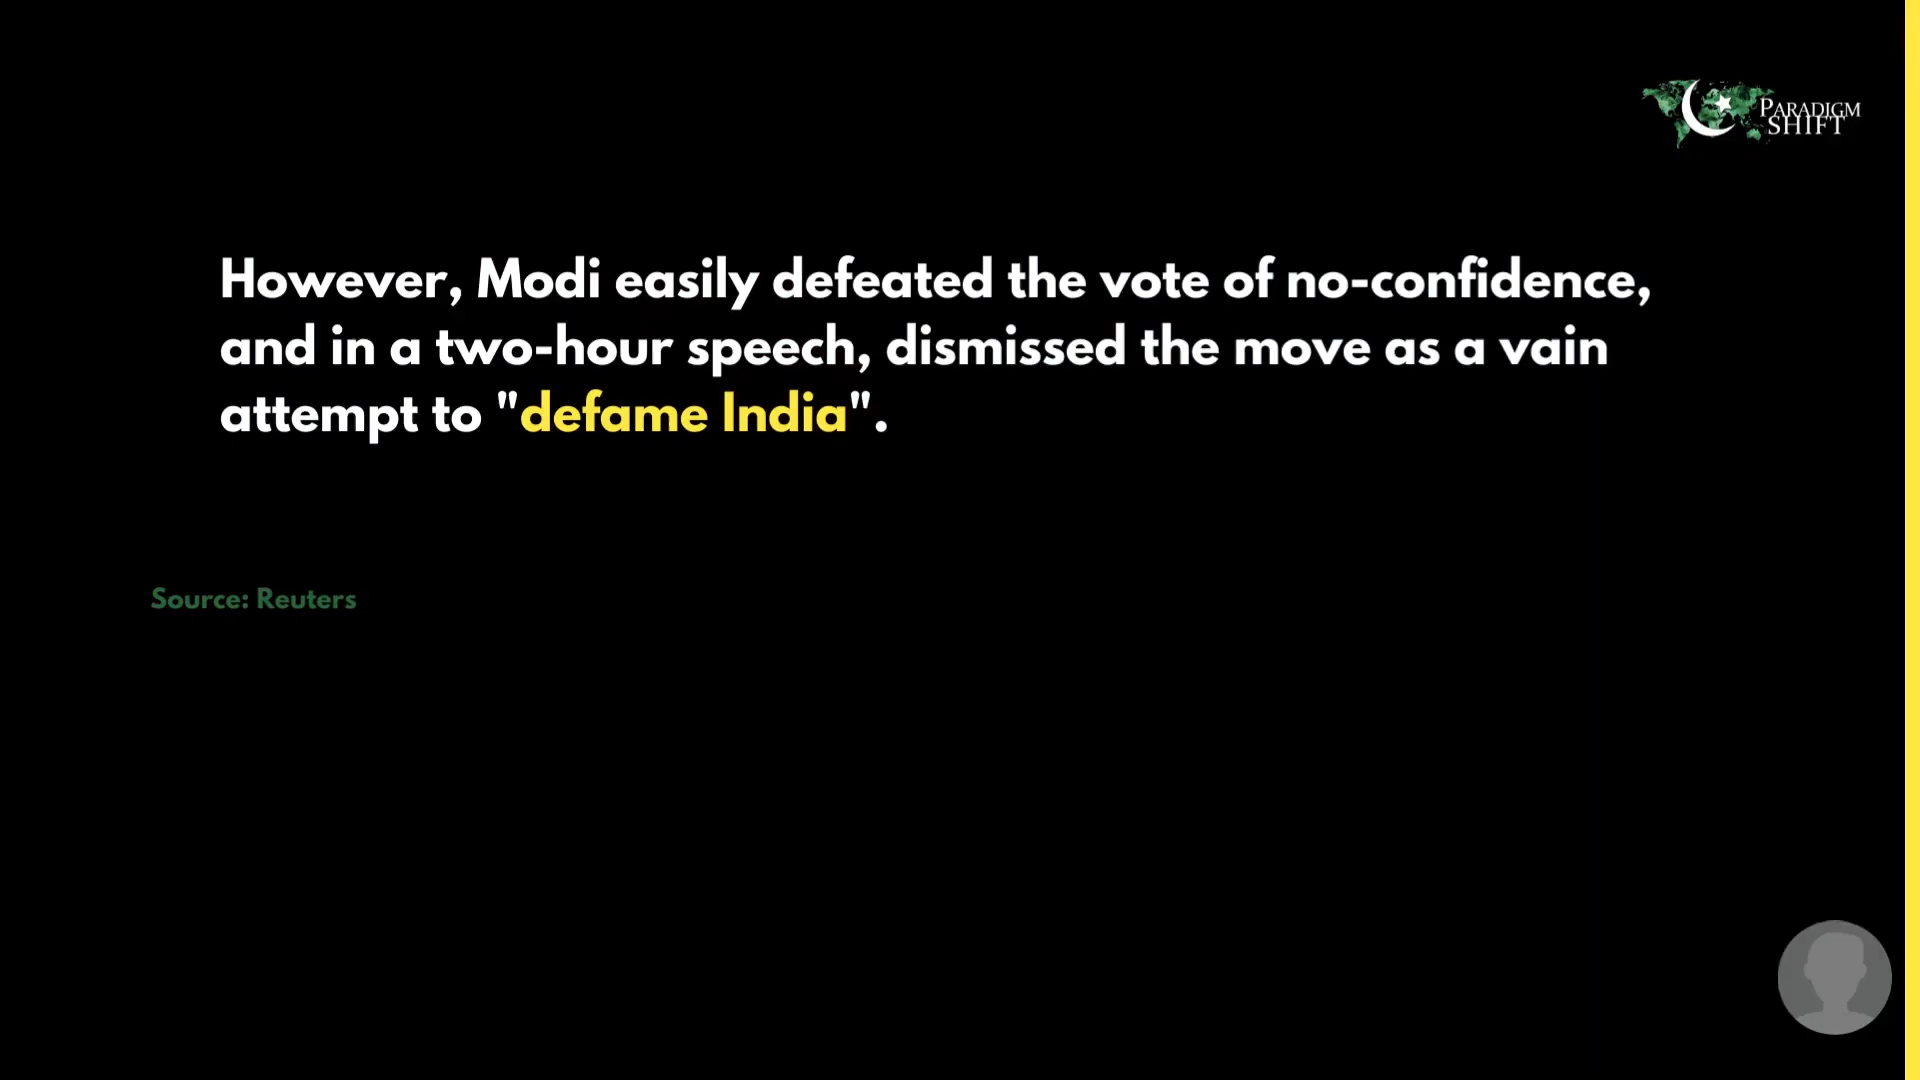 PARADIGM
SHIFT
However, Modi easily defeated the vote of no-confidence,
and in a two-hour speech, dismissed the move as a vain
attempt to "defame India".
Source: Reuters